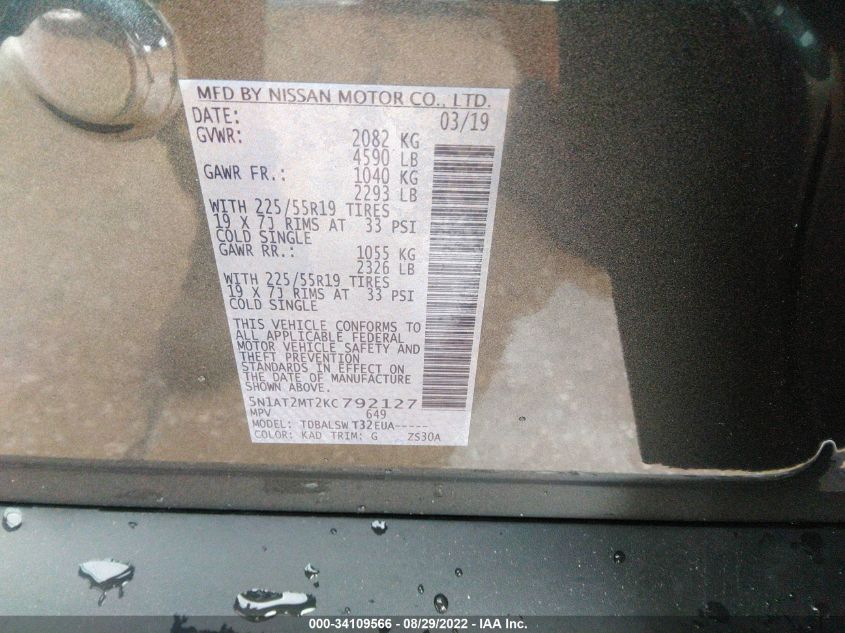 MFD BY NISSAN MOTOR CO., LTD.
DATE: 03/19
GVWR: 2082 KG
4590 LB
GAWR FR.: 1040 KG
2293 LB
WITH 225/55R19 TIRES
19 X 7J RIMS AT 33 PSI
COLD SINGLE
GAWR RR.: 1055 KG
2326 LB
WITH 225/55R19 TIRES
19 X 7J RIMS AT 33 PSI
COLD SINGLE
THIS VEHICLE CONFORMS TO
ALL APPLICABLE FEDERAL
MOTOR VEHICLE SAFETY AND
THEFT PREVENTION
STANDARDS IN EFFECT ON
THE DATE OF MANUFACTURE
SHOWN ABOVE.
5N1AT2MT2KC792127
MPV 649
MODEL: TDBALSW T32EUA-----
COLOR: KAD TRIM: G ZS30A
000-34109566 - 08/29/2022 - IAA Inc.